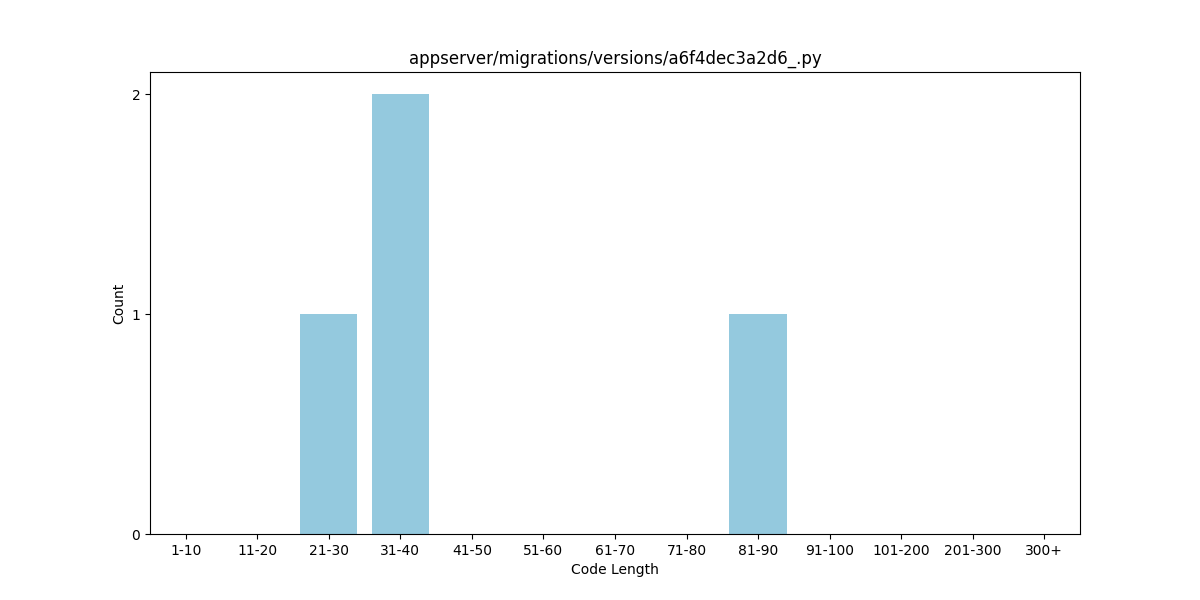 appserver/migrations/versions/a6f4dec3a2d6_.py
Count
2
1
0
1-10 11-20 21-30 31-40 41-50 51-60 61-70 71-80 81-90 91-100 101-200 201-300 300+
Code Length